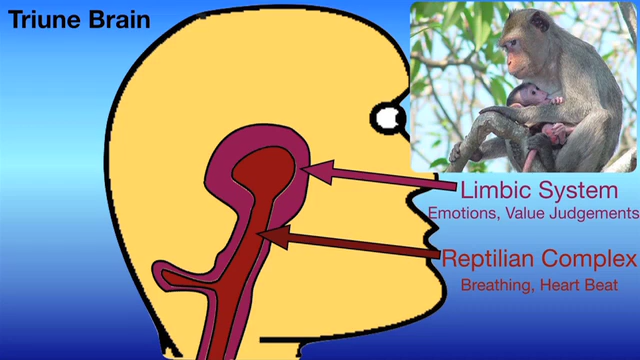 Triune Brain
Limbic System
Emotions, Value Judgements
Reptilian Complex
Breathing, Heart Beat